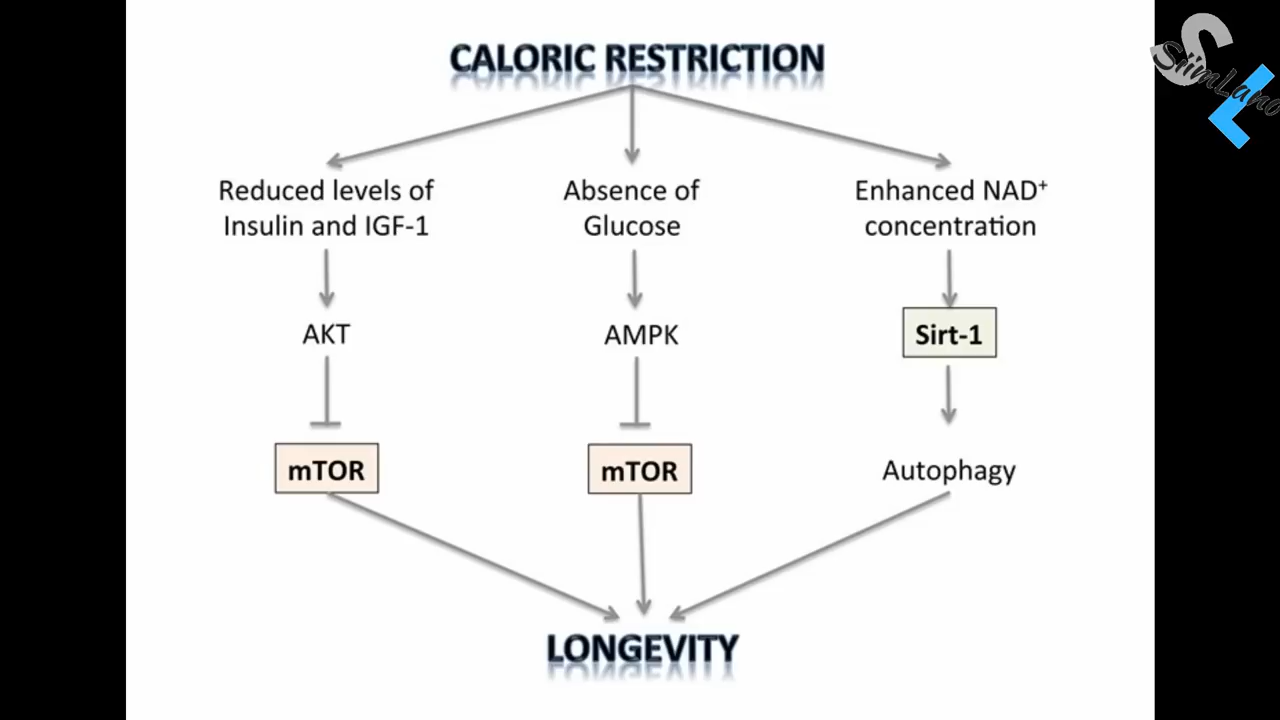 CALORIC RESTRICTION
SiimLand
Reduced levels of
Insulin and IGF-1
Absence of
Glucose
Enhanced NAD⁺
concentration
AKT
AMPK
Sirt-1
mTOR
mTOR
Autophagy
LONGEVITY